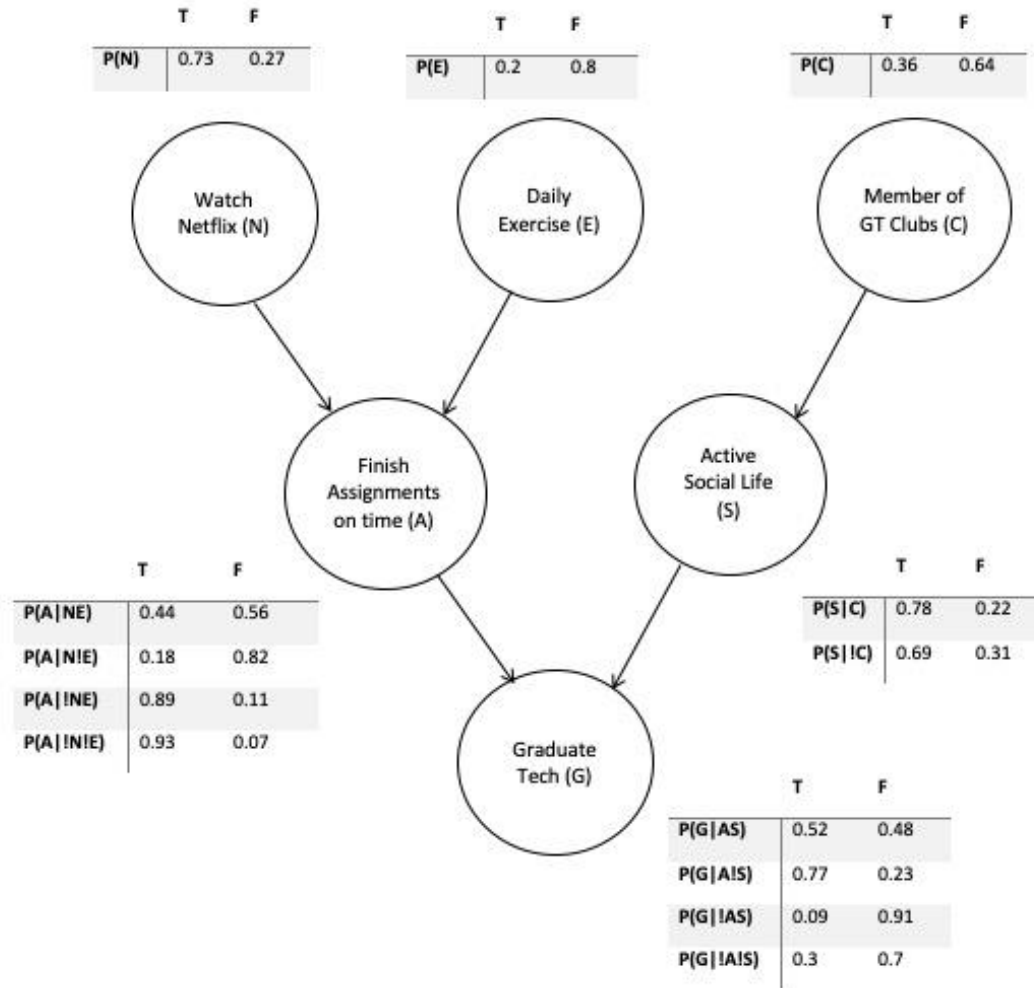 T F
P(N) 0.73 0.27
T F
P(E) 0.2 0.8
T F
P(C) 0.36 0.64
Watch
Netflix (N)
Daily
Exercise (E)
Member of
GT Clubs (C)
Finish
Assignments
on time (A)
Active
Social Life
(S)
T F
P(A|NE) 0.44 0.56
P(A|N!E) 0.18 0.82
P(A|!NE) 0.89 0.11
P(A|!N!E) 0.93 0.07
T F
P(S|C) 0.78 0.22
P(S|!C) 0.69 0.31
Graduate
Tech (G)
T F
P(G|AS) 0.52 0.48
P(G|A!S) 0.77 0.23
P(G|!AS) 0.09 0.91
P(G|!A!S) 0.3 0.7